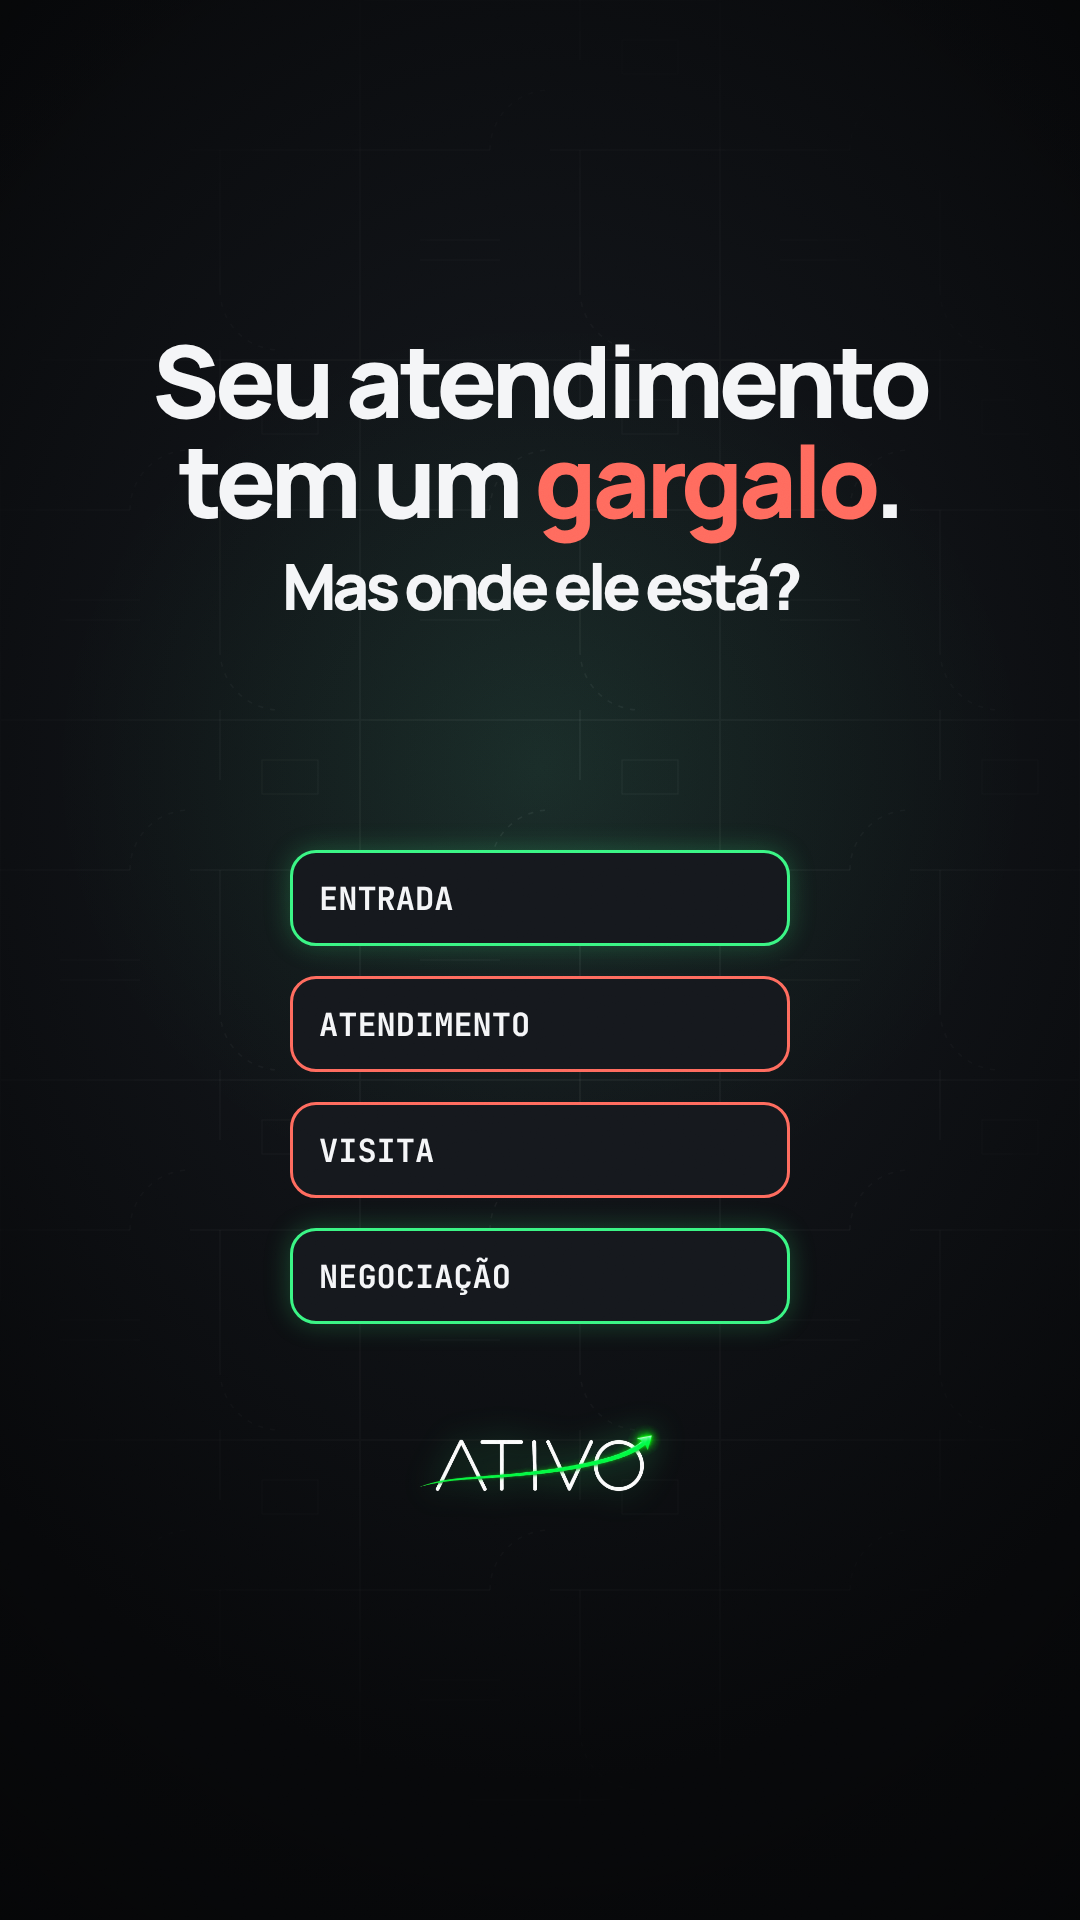 Seu atendimento
tem um gargalo.
Mas onde ele está?
ENTRADA
ATENDIMENTO
VISITA
NEGOCIAÇÃO
ATIVO